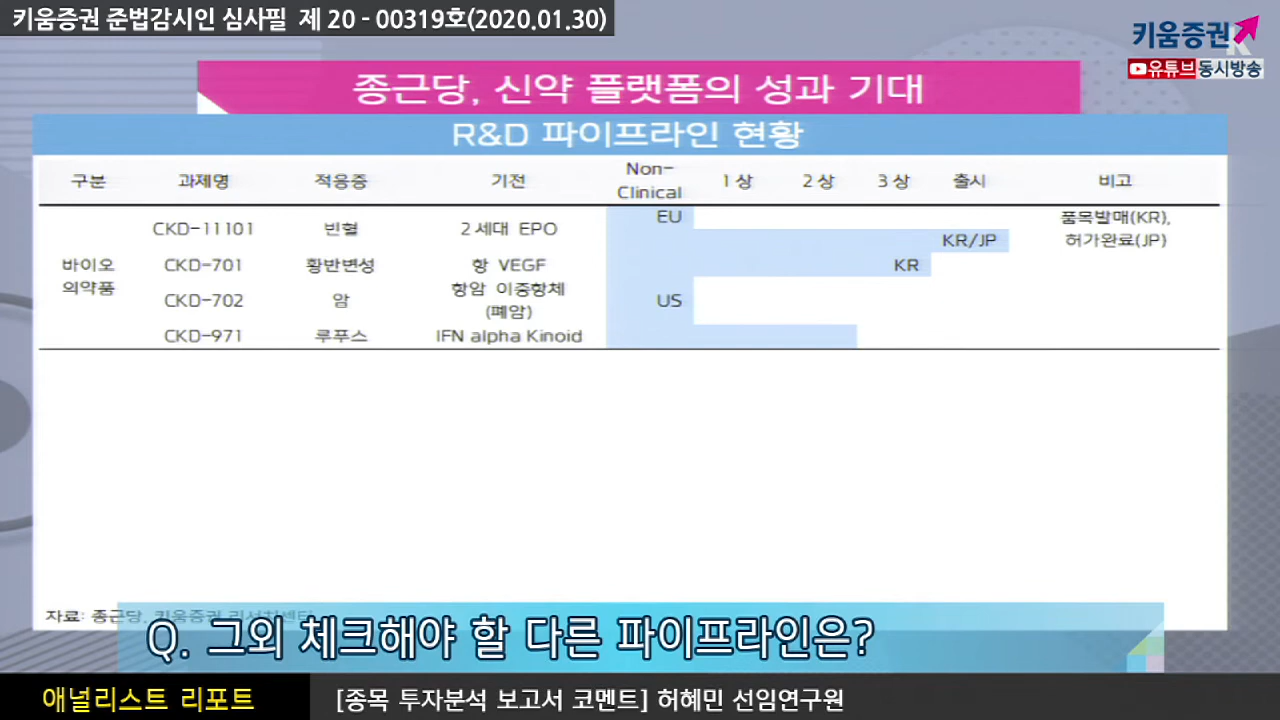 키움증권 준법감시인 심사필 제 20 - 00319호(2020.01.30)
키움증권
유튜브동시방송
종근당, 신약 플랫폼의 성과 기대
R&D 파이프라인 현황
구분 과제명 적응증 기전 Non-Clinical 1상 2상 3상 출시 비고
바이오 의약품
CKD-11101 빈혈 2세대 EPO EU KR/JP 품목발매(KR), 허가완료(JP)
CKD-701 황반변성 항 VEGF KR
CKD-702 암 항암 이중항체 (폐암) US
CKD-971 루푸스 IFN alpha Kinoid
자료: 종근당, 키움증권 리서치센터
Q. 그외 체크해야 할 다른 파이프라인은?
애널리스트 리포트 [종목 투자분석 보고서 코멘트] 허혜민 선임연구원